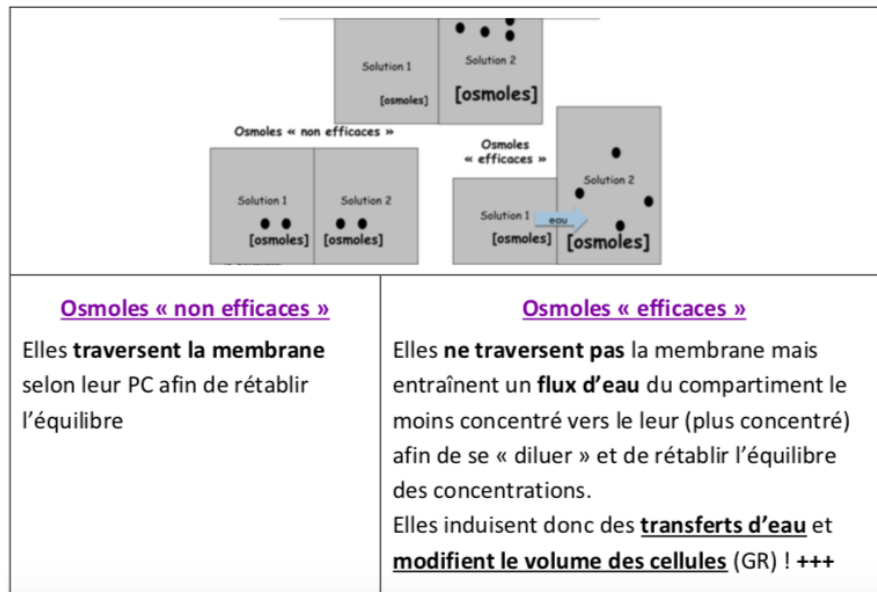 Solution 1
Solution 2
[osmoles]
[osmoles]
Osmoles « non efficaces »
Osmoles
« efficaces »
Solution 1
Solution 2
[osmoles]
[osmoles]
Solution 2
Solution 1
eau
[osmoles]
[osmoles]
Osmoles « non efficaces »
Elles traversent la membrane
selon leur PC afin de rétablir
l’équilibre
Osmoles « efficaces »
Elles ne traversent pas la membrane mais
entraînent un flux d’eau du compartiment le
moins concentré vers le leur (plus concentré)
afin de se « diluer » et de rétablir l’équilibre
des concentrations.
Elles induisent donc des transferts d’eau et
modifient le volume des cellules (GR) ! +++